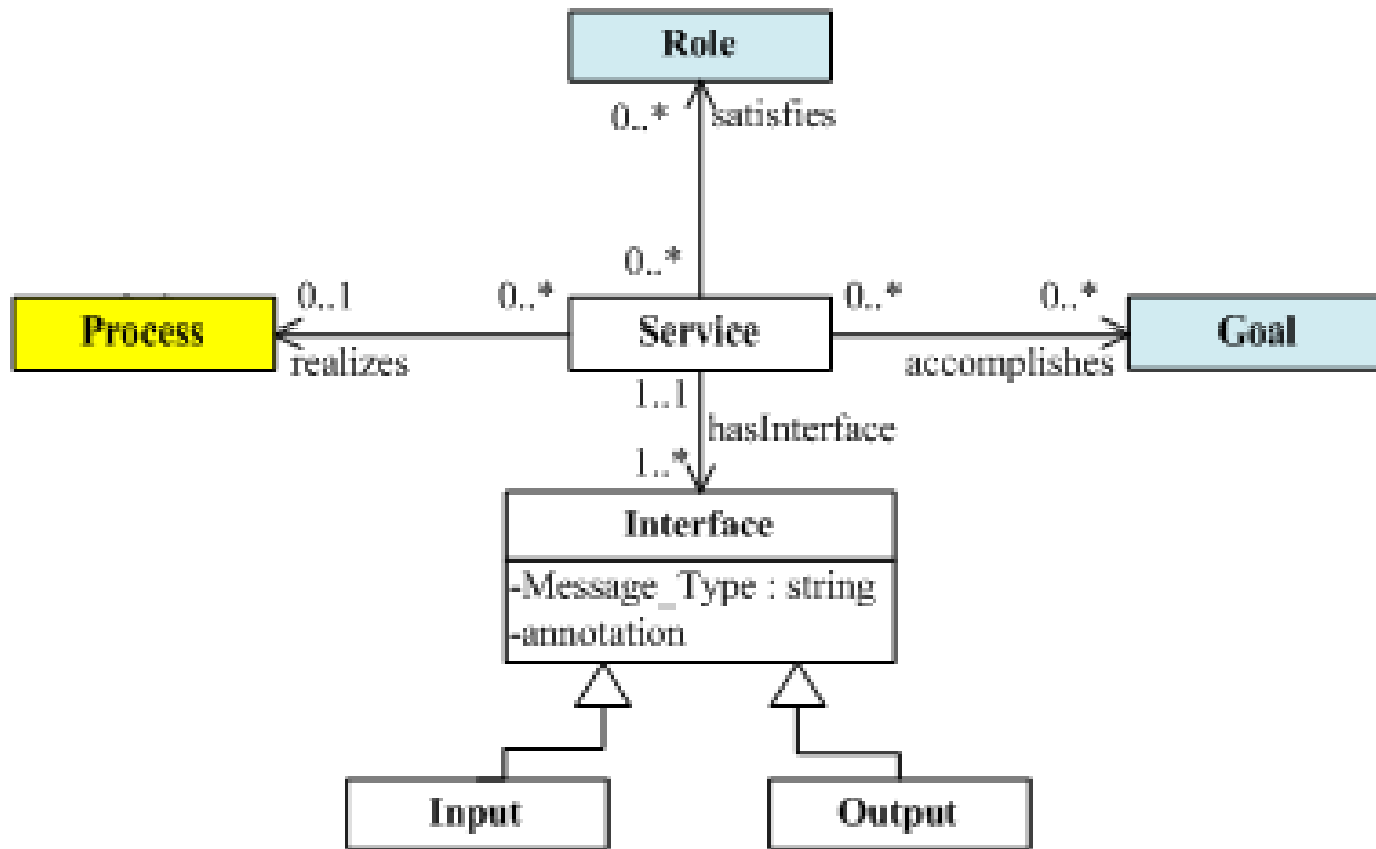 Role
0..* satisfies
0..*
0..1 0..* 0..* 0..*
Process Service Goal
realizes accomplishes
1..1
hasInterface
1..*
Interface
-Message_Type : string
-annotation
Input Output